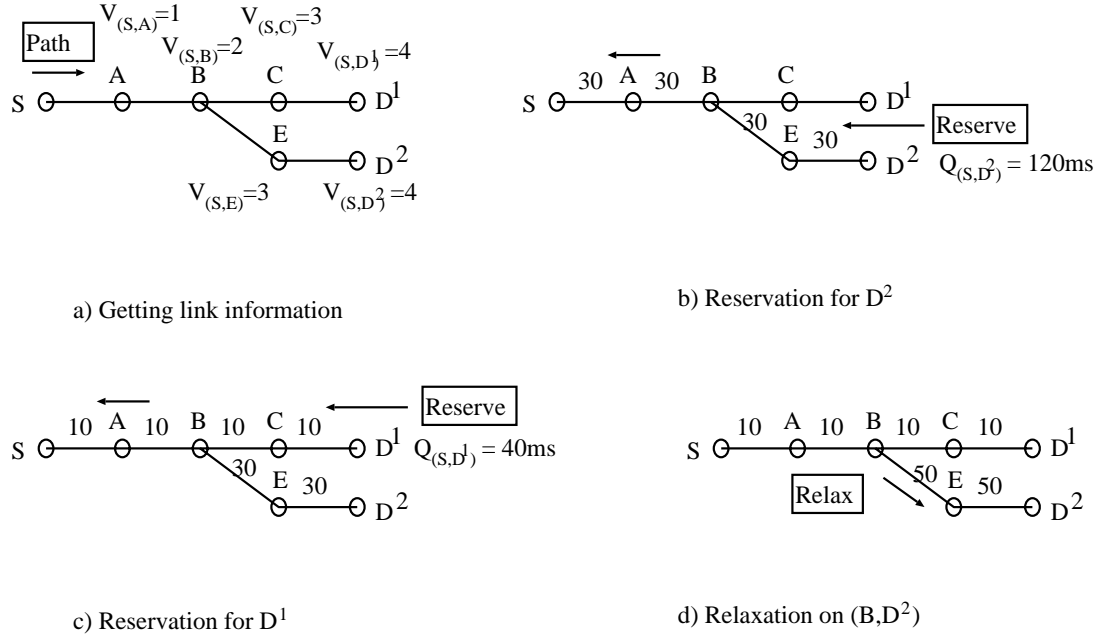 V(S,A)=1
V(S,C)=3
Path
V(S,B)=2
V(S,D1)=4
A
B
C
S
D1
E
D2
V(S,E)=3
V(S,D2)=4
a) Getting link information
30
A
30
B
C
S
D1
30
E
30
Reserve
D2
Q(S,D2) = 120ms
b) Reservation for D2
10
A
10
B
10
C
10
Reserve
S
D1
Q(S,D1) = 40ms
30
E
30
D2
c) Reservation for D1
10
A
10
B
10
C
10
S
D1
Relax
50
E
50
D2
d) Relaxation on (B,D2)